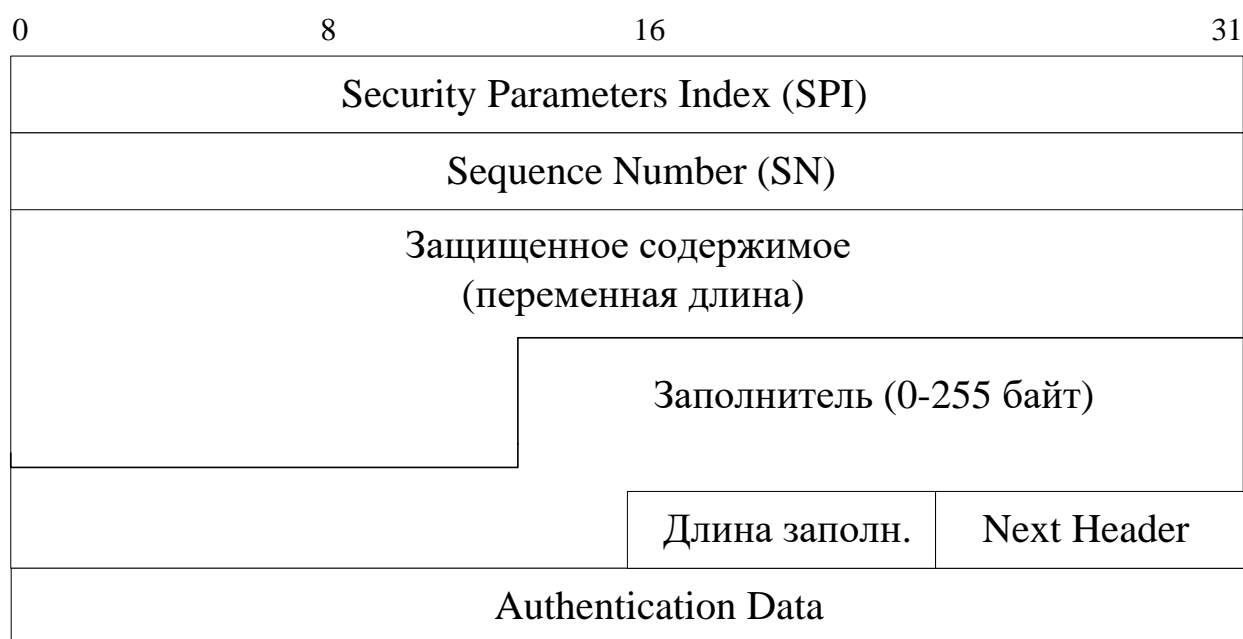 0 8 16 31
Security Parameters Index (SPI)
Sequence Number (SN)
Защищенное содержимое
(переменная длина)
Заполнитель (0-255 байт)
Длина заполн. Next Header
Authentication Data